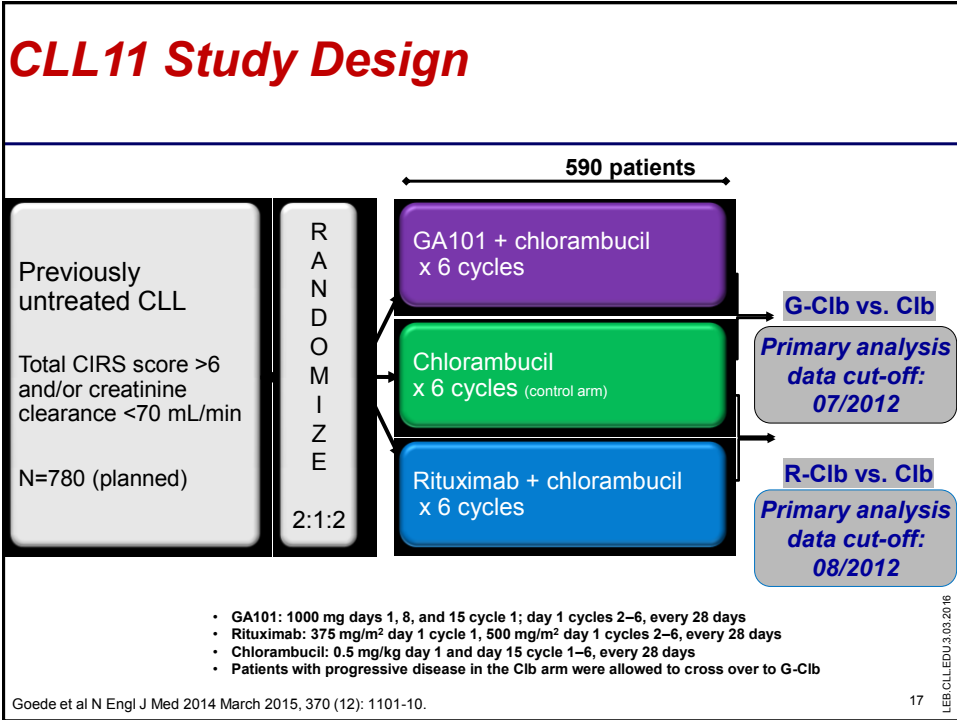 CLL11 Study Design
590 patients
Previously
untreated CLL
Total CIRS score >6
and/or creatinine
clearance <70 mL/min
N=780 (planned)
R
A
N
D
O
M
I
Z
E
2:1:2
GA101 + chlorambucil
x 6 cycles
Chlorambucil
x 6 cycles (control arm)
Rituximab + chlorambucil
x 6 cycles
G-Clb vs. Clb
Primary analysis
data cut-off:
07/2012
R-Clb vs. Clb
Primary analysis
data cut-off:
08/2012
• GA101: 1000 mg days 1, 8, and 15 cycle 1; day 1 cycles 2–6, every 28 days
• Rituximab: 375 mg/m² day 1 cycle 1, 500 mg/m² day 1 cycles 2–6, every 28 days
• Chlorambucil: 0.5 mg/kg day 1 and day 15 cycle 1–6, every 28 days
• Patients with progressive disease in the Clb arm were allowed to cross over to G-Clb
Goede et al N Engl J Med 2014 March 2015, 370 (12): 1101-10.
17
LEB.CLL.EDU.3.03.2016